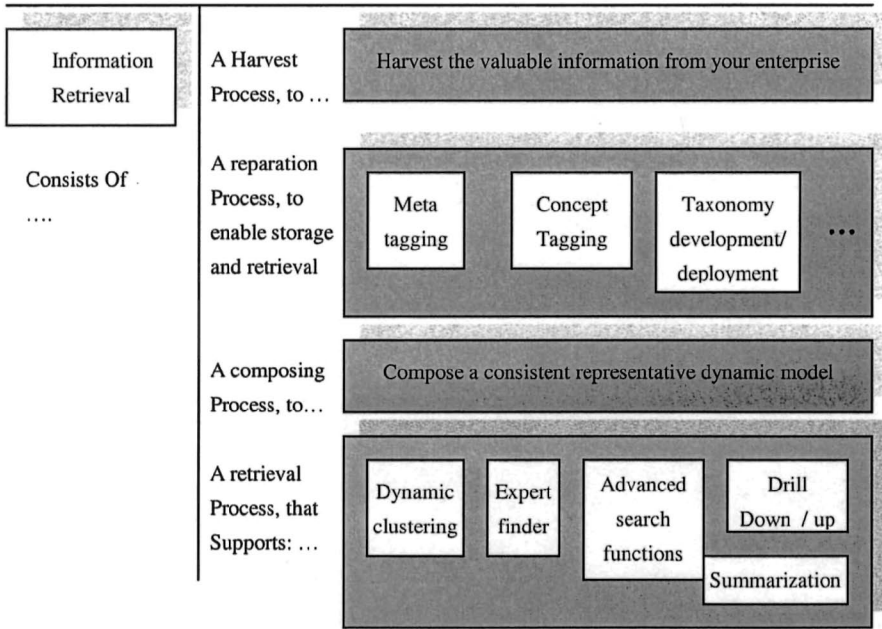 Information
Retrieval
Consists Of
....
A Harvest
Process, to ...
Harvest the valuable information from your enterprise
A reparation
Process, to
enable storage
and retrieval
Meta
tagging
Concept
Tagging
Taxonomy
development/
deployment
...
A composing
Process, to...
Compose a consistent representative dynamic model
A retrieval
Process, that
Supports: ...
Dynamic
clustering
Expert
finder
Advanced
search
functions
Drill
Down / up
Summarization